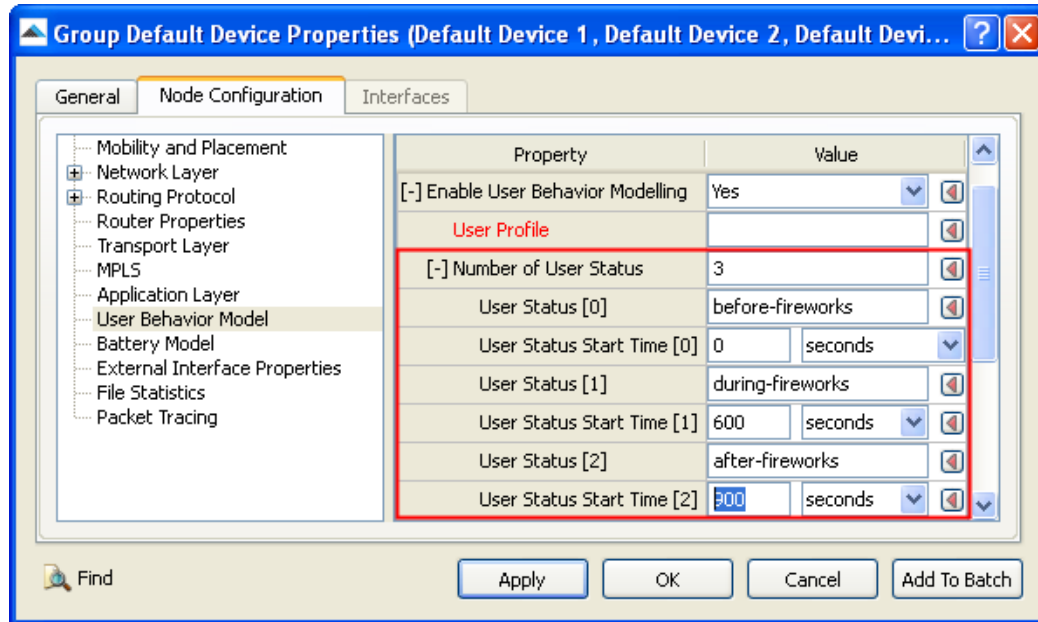 Group Default Device Properties (Default Device 1, Default Device 2, Default Devi...
General Node Configuration Interfaces
Mobility and Placement
Network Layer
Routing Protocol
Router Properties
Transport Layer
MPLS
Application Layer
User Behavior Model
Battery Model
External Interface Properties
File Statistics
Packet Tracing
Property Value
[-] Enable User Behavior Modelling Yes
User Profile
[-] Number of User Status 3
User Status [0] before-fireworks
User Status Start Time [0] 0 seconds
User Status [1] during-fireworks
User Status Start Time [1] 600 seconds
User Status [2] after-fireworks
User Status Start Time [2] 900 seconds
Find Apply OK Cancel Add To Batch